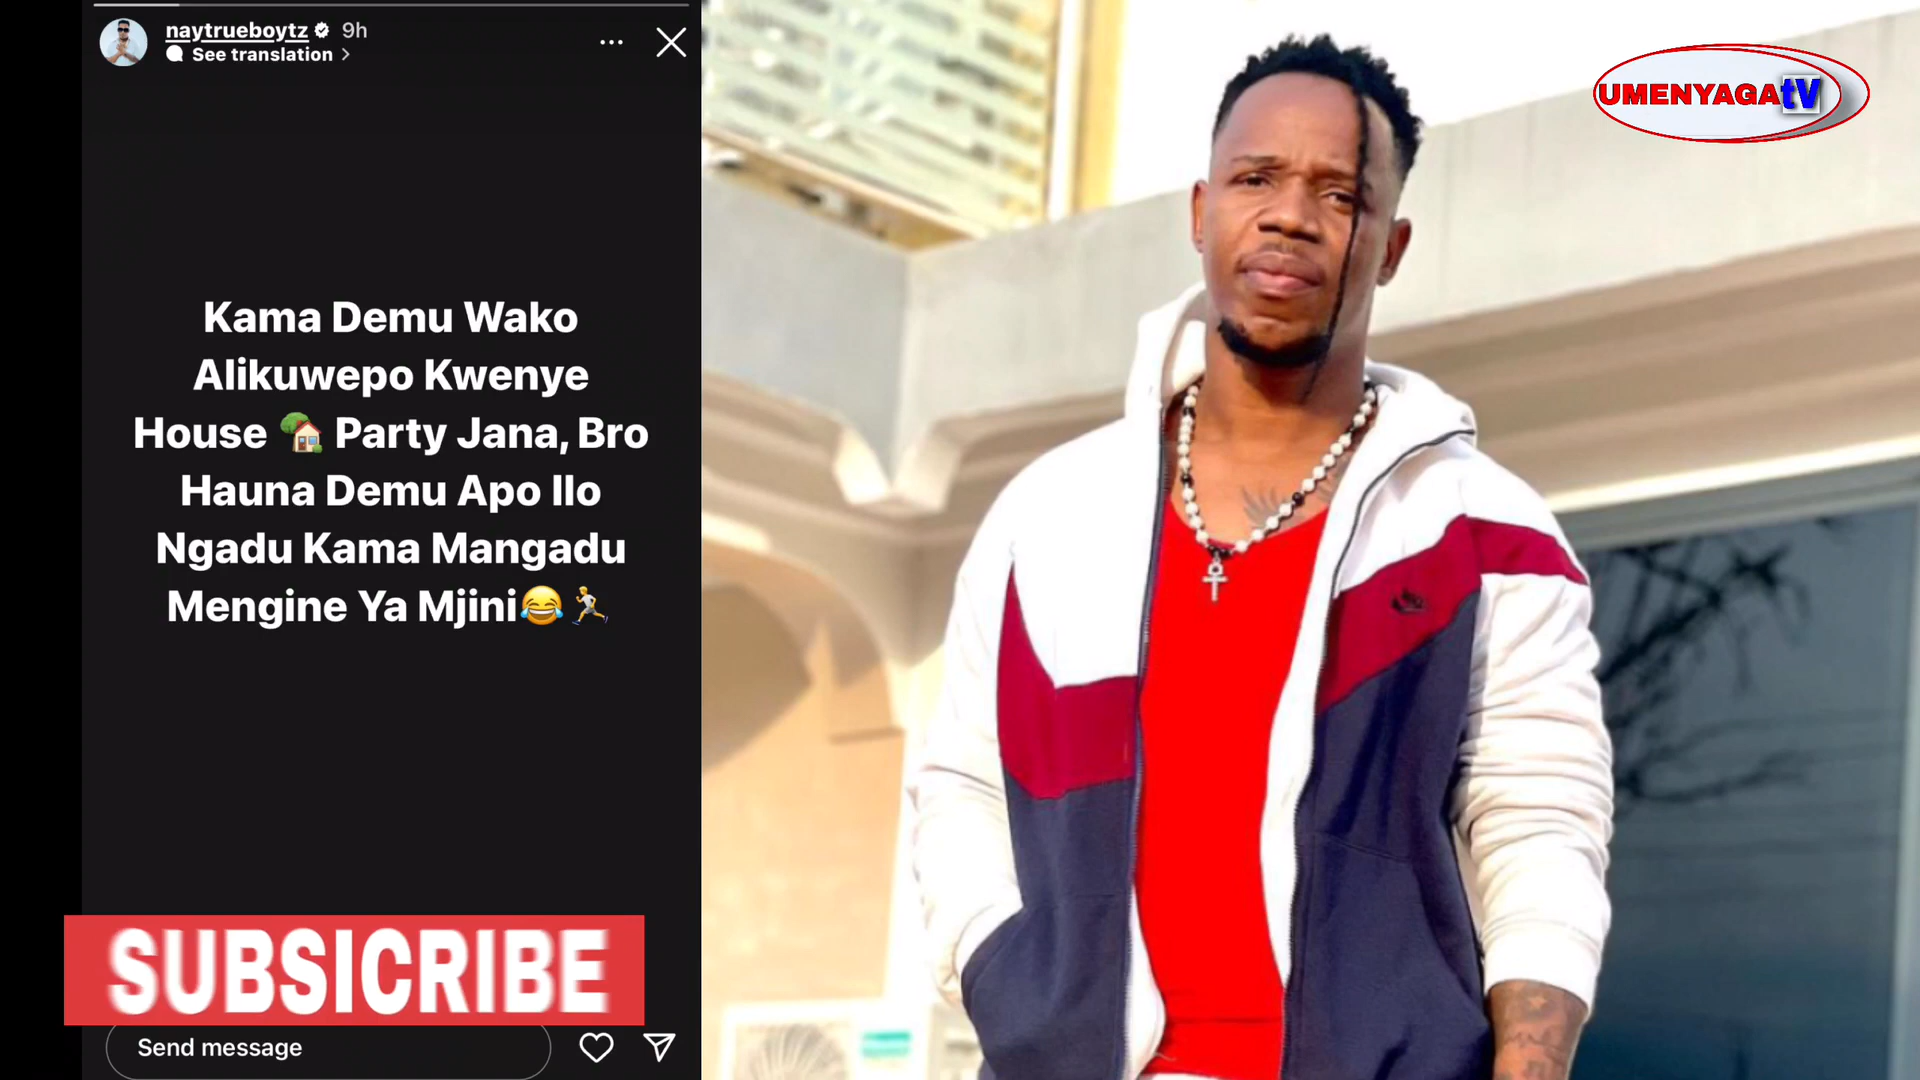 naytrueboytz 9h
See translation
Kama Demu Wako
Alikuwepo Kwenye
House 🏡 Party Jana, Bro
Hauna Demu Apo Ilo
Ngadu Kama Mangadu
Mengine Ya Mjini😂🏃
SUBSICRIBE
Send message
UMENYAGAtV